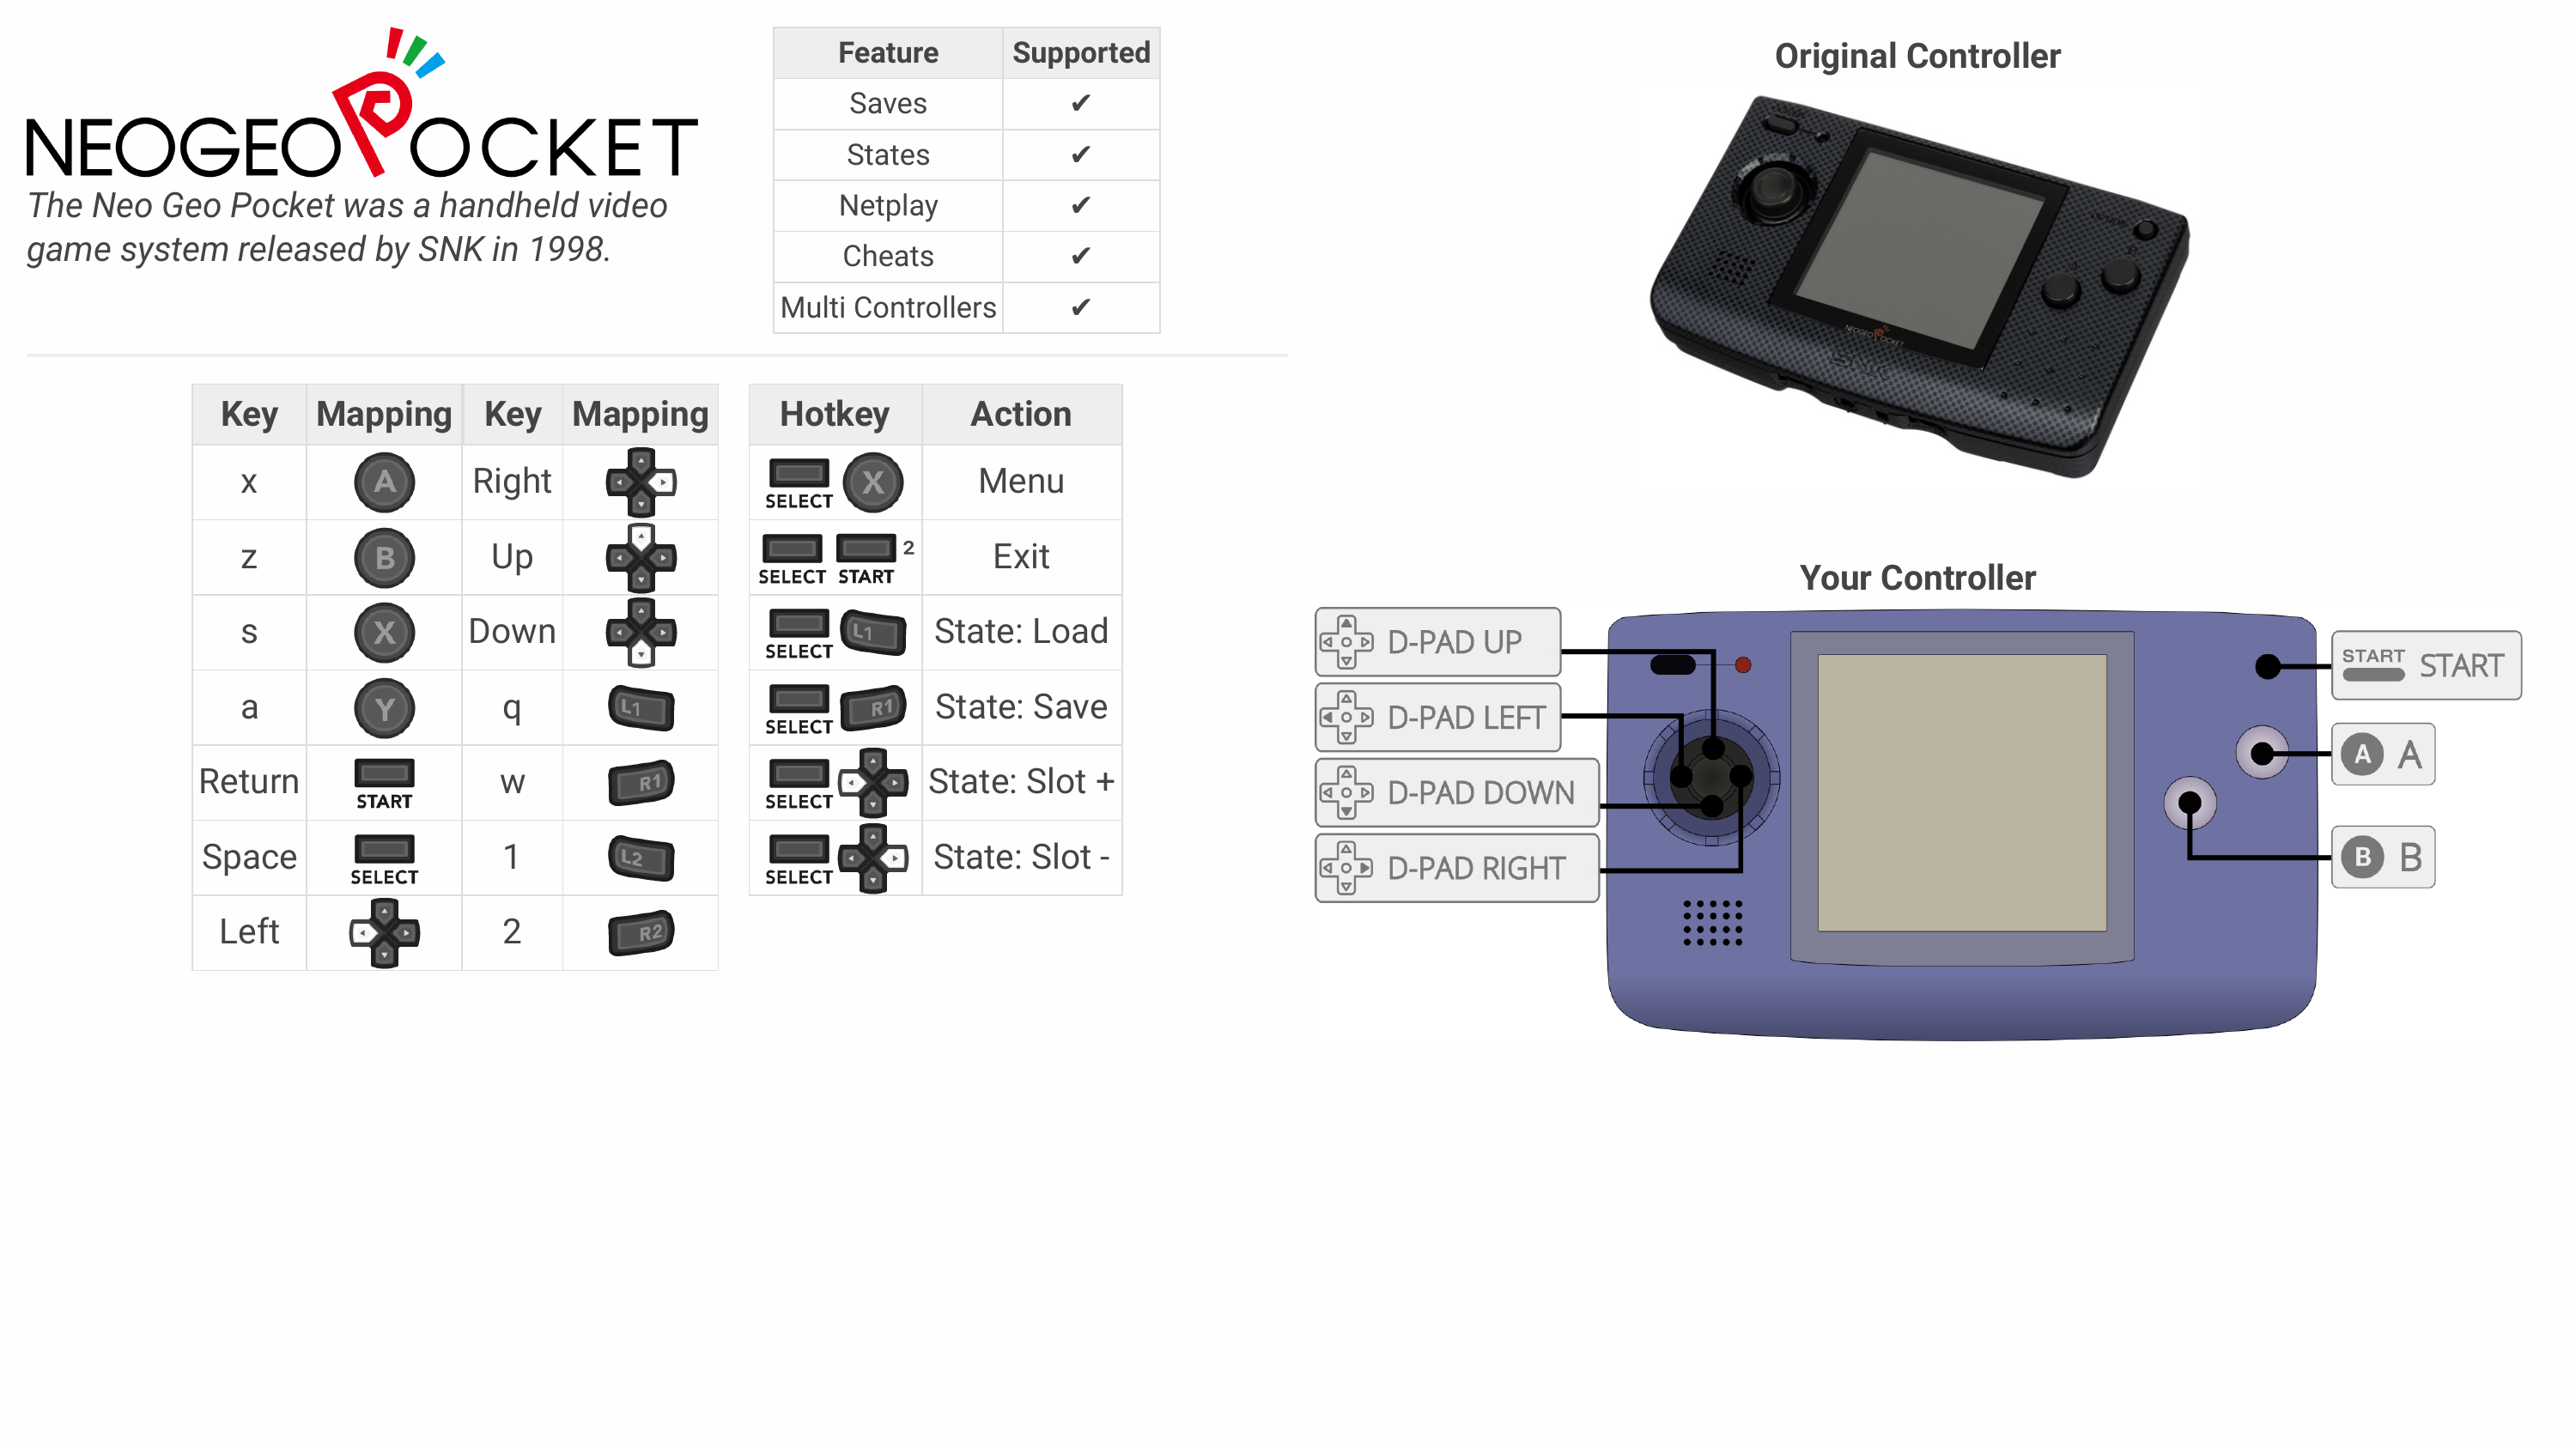 NEOGEO POCKET
The Neo Geo Pocket was a handheld video
game system released by SNK in 1998.
Feature Supported
Saves ✔
States ✔
Netplay ✔
Cheats ✔
Multi Controllers ✔
Key Mapping Key Mapping
x A Right
z B Up
s X Down
a Y q L1
Return START w R1
Space SELECT 1 L2
Left 2 R2
Hotkey Action
SELECT X Menu
SELECT START 2 Exit
SELECT L1 State: Load
SELECT R1 State: Save
SELECT State: Slot +
SELECT State: Slot -
Original Controller
NEOGEO POCKET
SNK
Your Controller
D-PAD UP
D-PAD LEFT
D-PAD DOWN
D-PAD RIGHT
START START
A A
B B